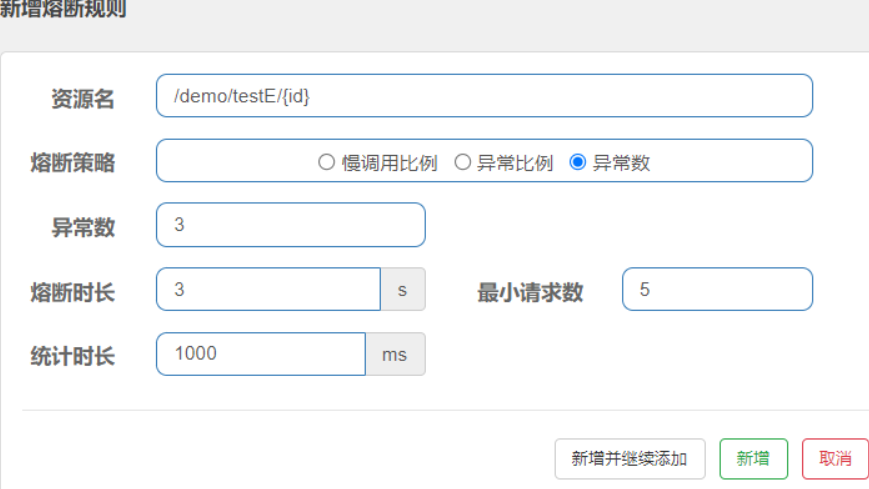 新增熔断规则
资源名 /demo/testE/{id}
熔断策略 慢调用比例 异常比例 异常数
异常数 3
熔断时长 3 s 最小请求数 5
统计时长 1000 ms
新增并继续添加 新增 取消